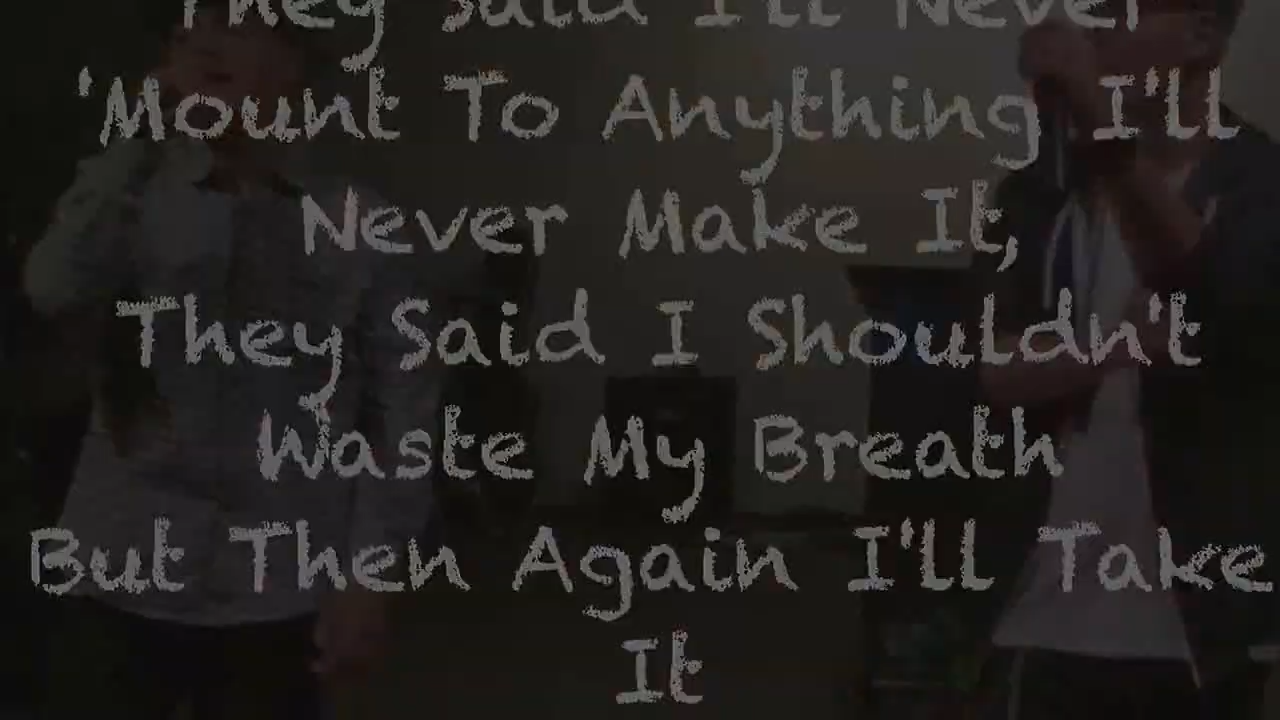 They Said I'll Never
'Mount To Anything I'll
Never Make It,
They Said I Shouldn't
Waste My Breath
But Then Again I'll Take
It